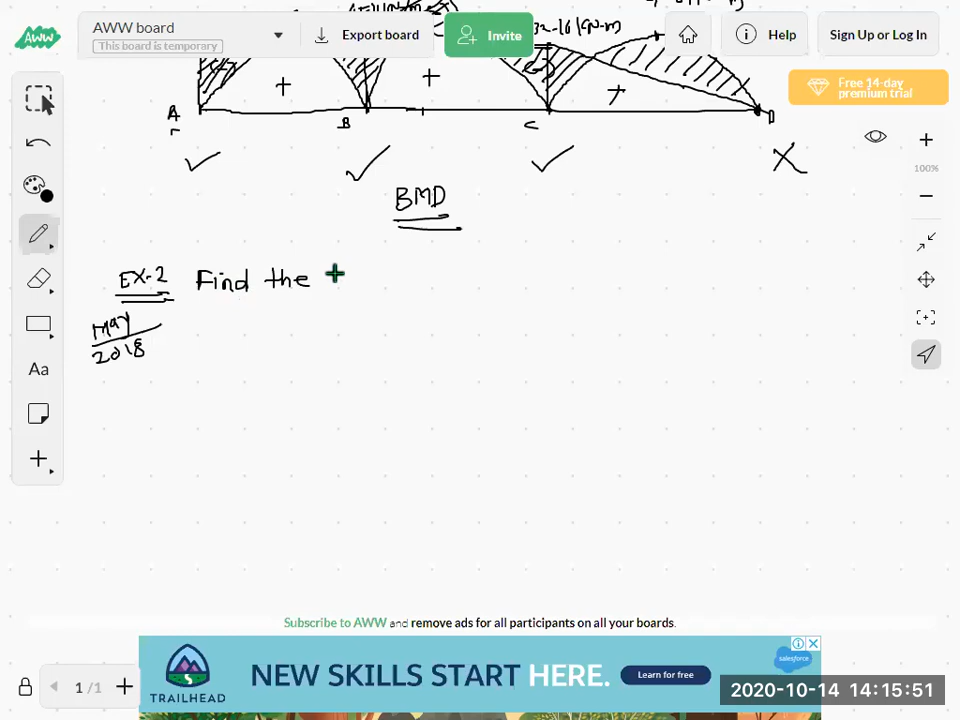 AWW
AWW board
This board is temporary
Export board
Invite
Help
Sign Up or Log In
Free 14-day
premium trial
100%
+
+
+
A
B
C
D
BMD
EX-2 Find the
May
2018
Aa
Subscribe to AWW and remove ads for all participants on all your boards.
TRAILHEAD
NEW SKILLS START HERE.
Learn for free
salesforce
1/1
2020-10-14 14:15:51